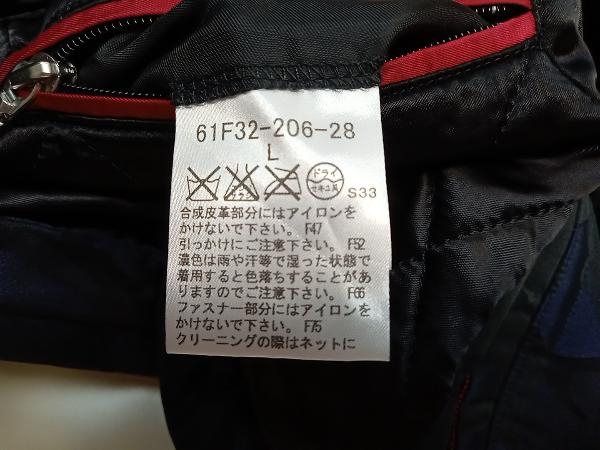 61F32-206-28
L
ドライ
セキユ系
S33
合成皮革部分にはアイロンを
かけないで下さい。 F47
引っかけにご注意下さい。 F52
濃色は雨や汗等で湿った状態で
着用すると色落ちすることがあ
りますのでご注意下さい。 F66
ファスナー部分にはアイロンを
かけないで下さい。 F75
クリーニングの際はネットに